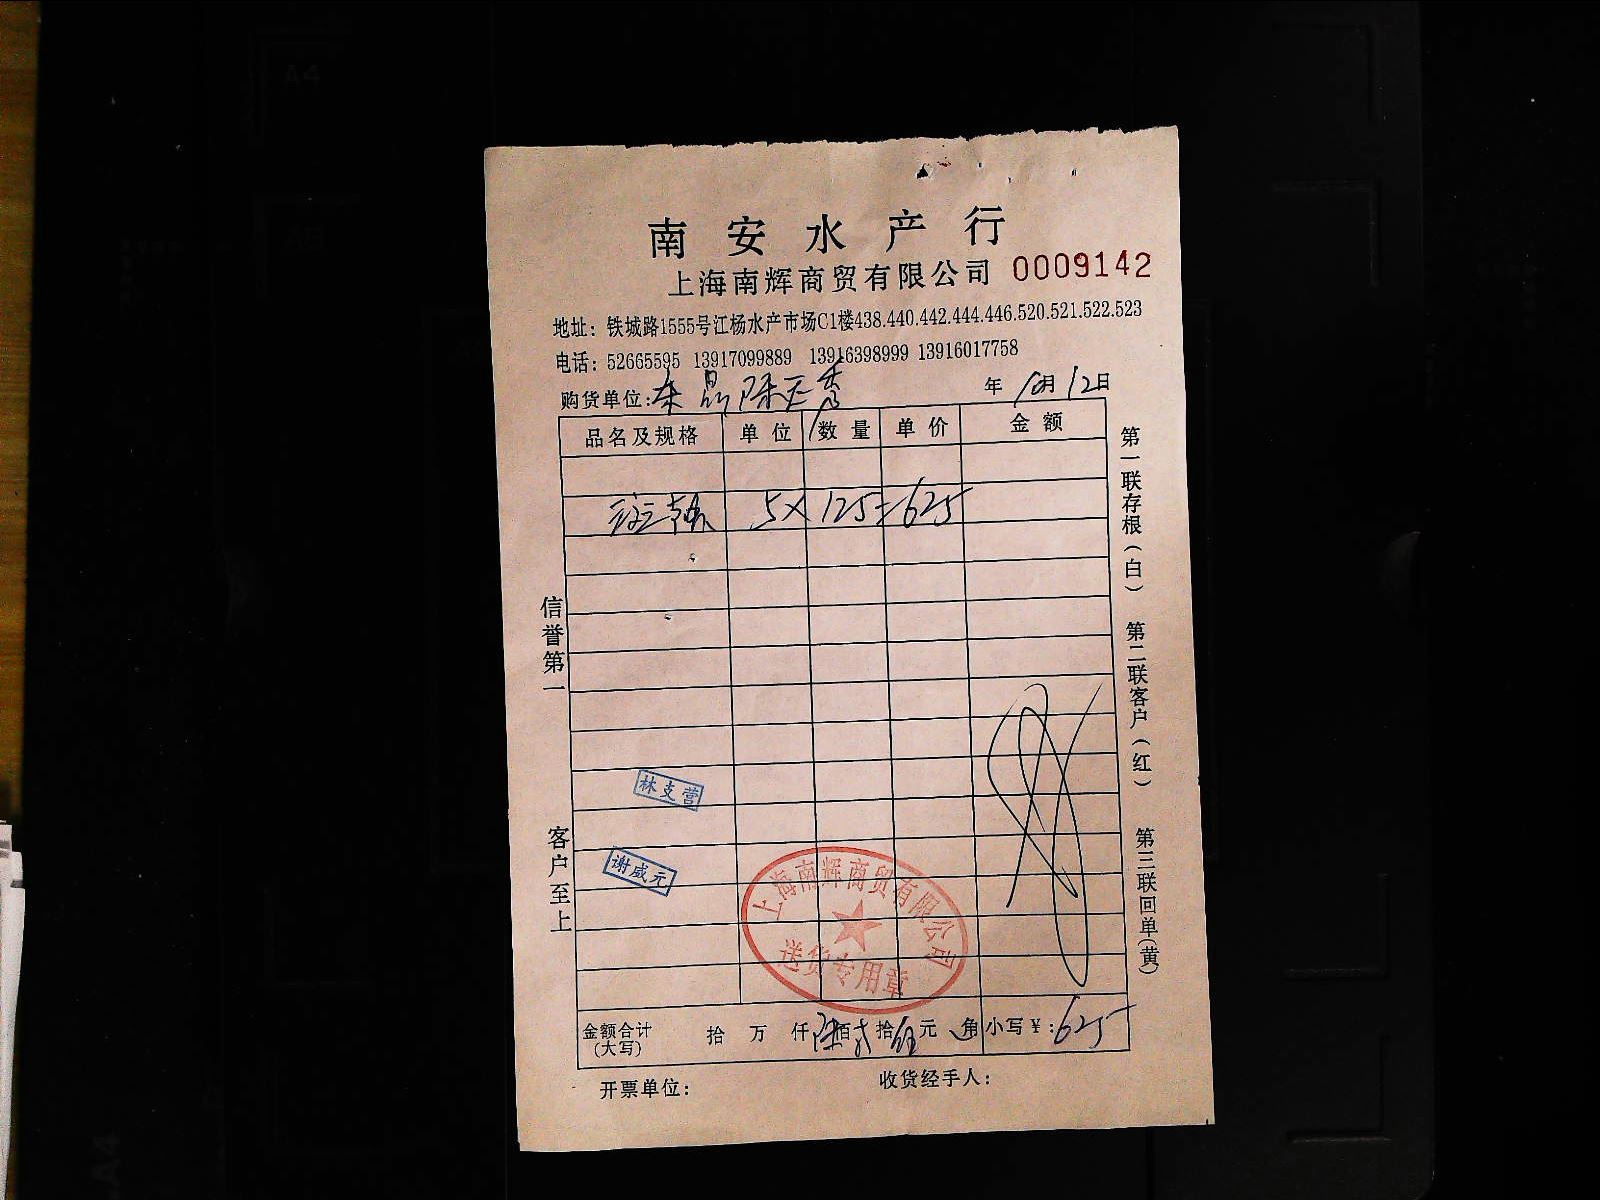 南安水产行
上海南辉商贸有限公司 0009142
地址：铁城路1555号江杨水产市场C1楼438.440.442.444.446.520.521.522.523
电话：52665595 13917099889 13916398999 13916017758
购货单位: 年 10月12日
品名及规格 单位 数量 单价 金额
5×125=625
信誉第一
客户至上
林支营
谢咸元
上海南辉商贸有限公司
送货专用章
金额合计(大写) 拾 万 仟 陆佰 弍拾 伍元 角 小写￥:625
开票单位： 收货经手人：
第一联存根(白) 第二联客户(红) 第三联回单(黄)
A4
A4